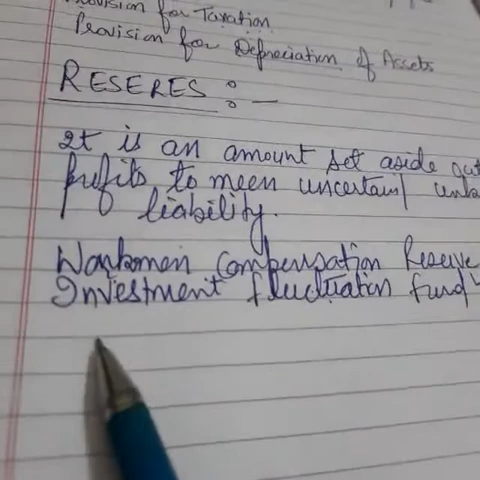 Provision for Taxation
Provision for Depreciation of Assets
RESERES : —
It is an amount set aside out
profits to meen uncertain
liability.
Workmen Compensation Reserve
Investment fluctuation fund